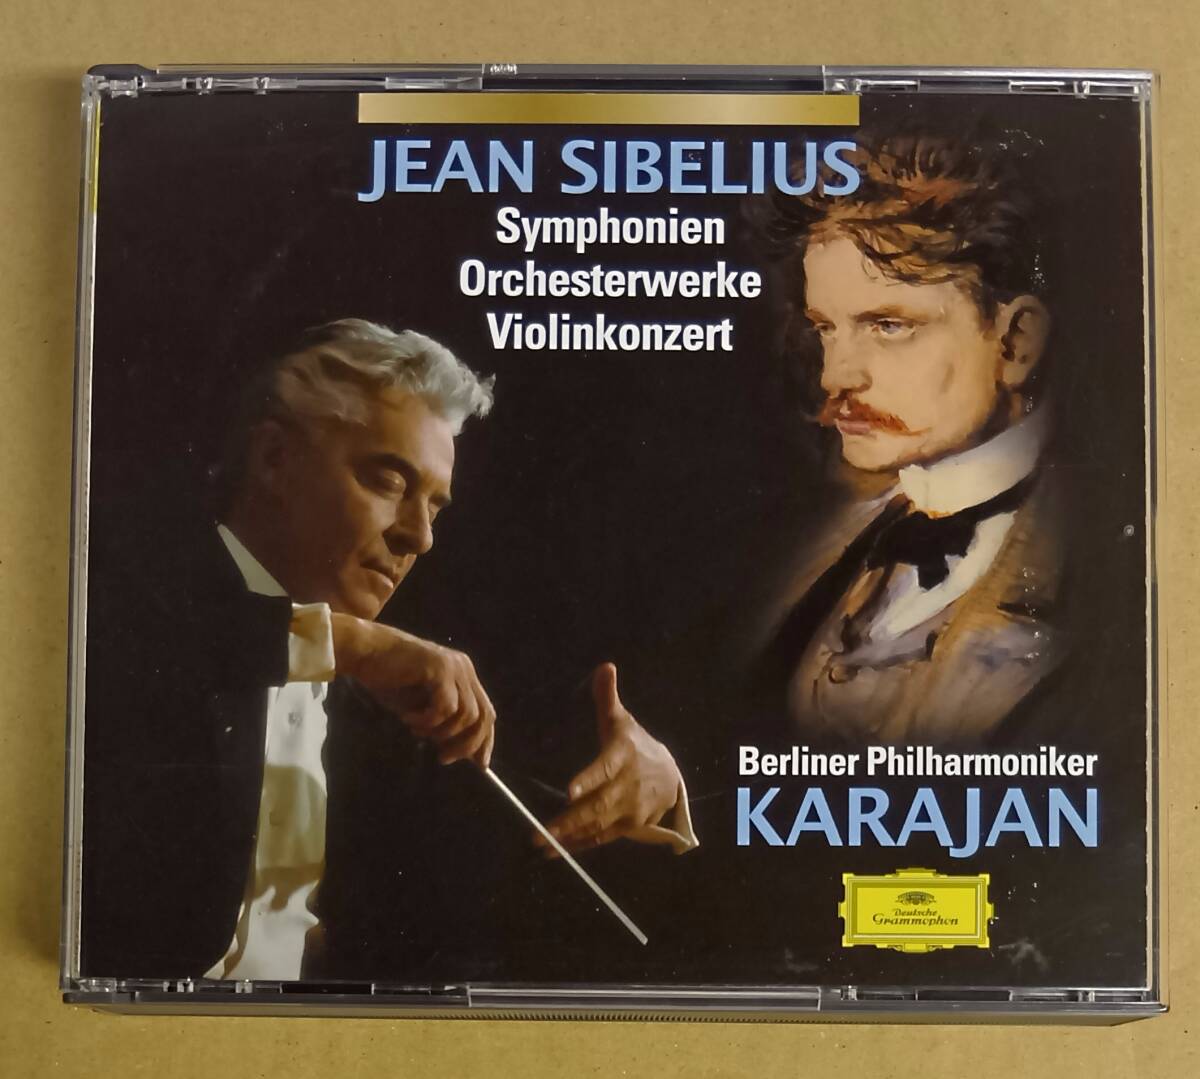 JEAN SIBELIUS
Symphonien
Orchesterwerke
Violinkonzert
Berliner Philharmoniker
KARAJAN
Deutsche
Grammophon